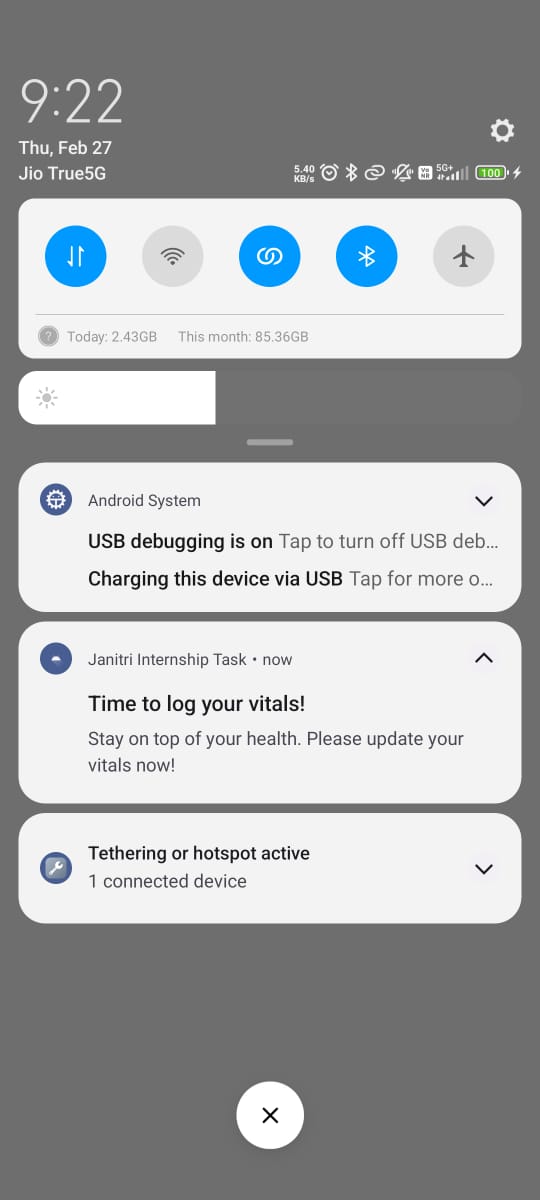 9:22
Thu, Feb 27
Jio True5G
5.40
KB/s
Vo
NR
5G+
100
Today: 2.43GB This month: 85.36GB
Android System
USB debugging is on Tap to turn off USB deb...
Charging this device via USB Tap for more o...
Janitri Internship Task • now
Time to log your vitals!
Stay on top of your health. Please update your
vitals now!
Tethering or hotspot active
1 connected device